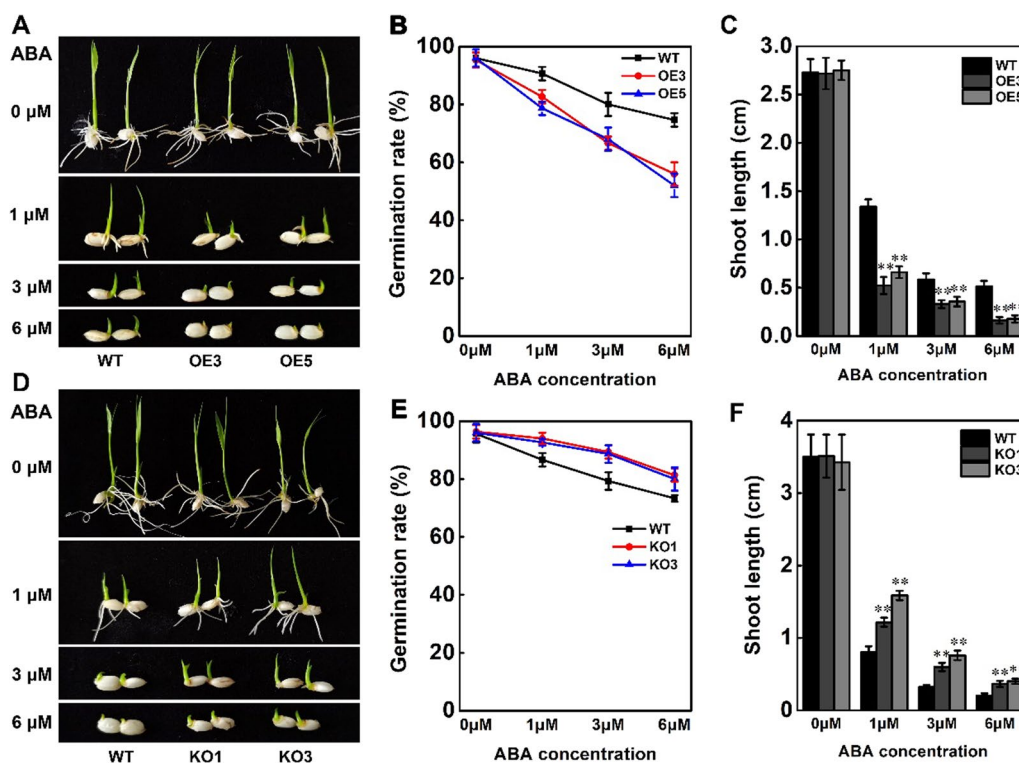 A
ABA
0 µM
1 µM
3 µM
6 µM
WT OE3 OE5
B
Germination rate (%)
100
80
60
40
20
0
WT
OE3
OE5
0µM 1µM 3µM 6µM
ABA concentration
C
Shoot length (cm)
3.0
2.5
2.0
1.5
1.0
0.5
0.0
WT
OE3
OE5
** **
** **
** **
0µM 1µM 3µM 6µM
ABA concentration
D
ABA
0 µM
1 µM
3 µM
6 µM
WT KO1 KO3
E
Germination rate (%)
100
80
60
40
20
0
WT
KO1
KO3
0µM 1µM 3µM 6µM
ABA concentration
F
Shoot length (cm)
4
3
2
1
0
WT
KO1
KO3
** **
** **
** *
0µM 1µM 3µM 6µM
ABA concentration